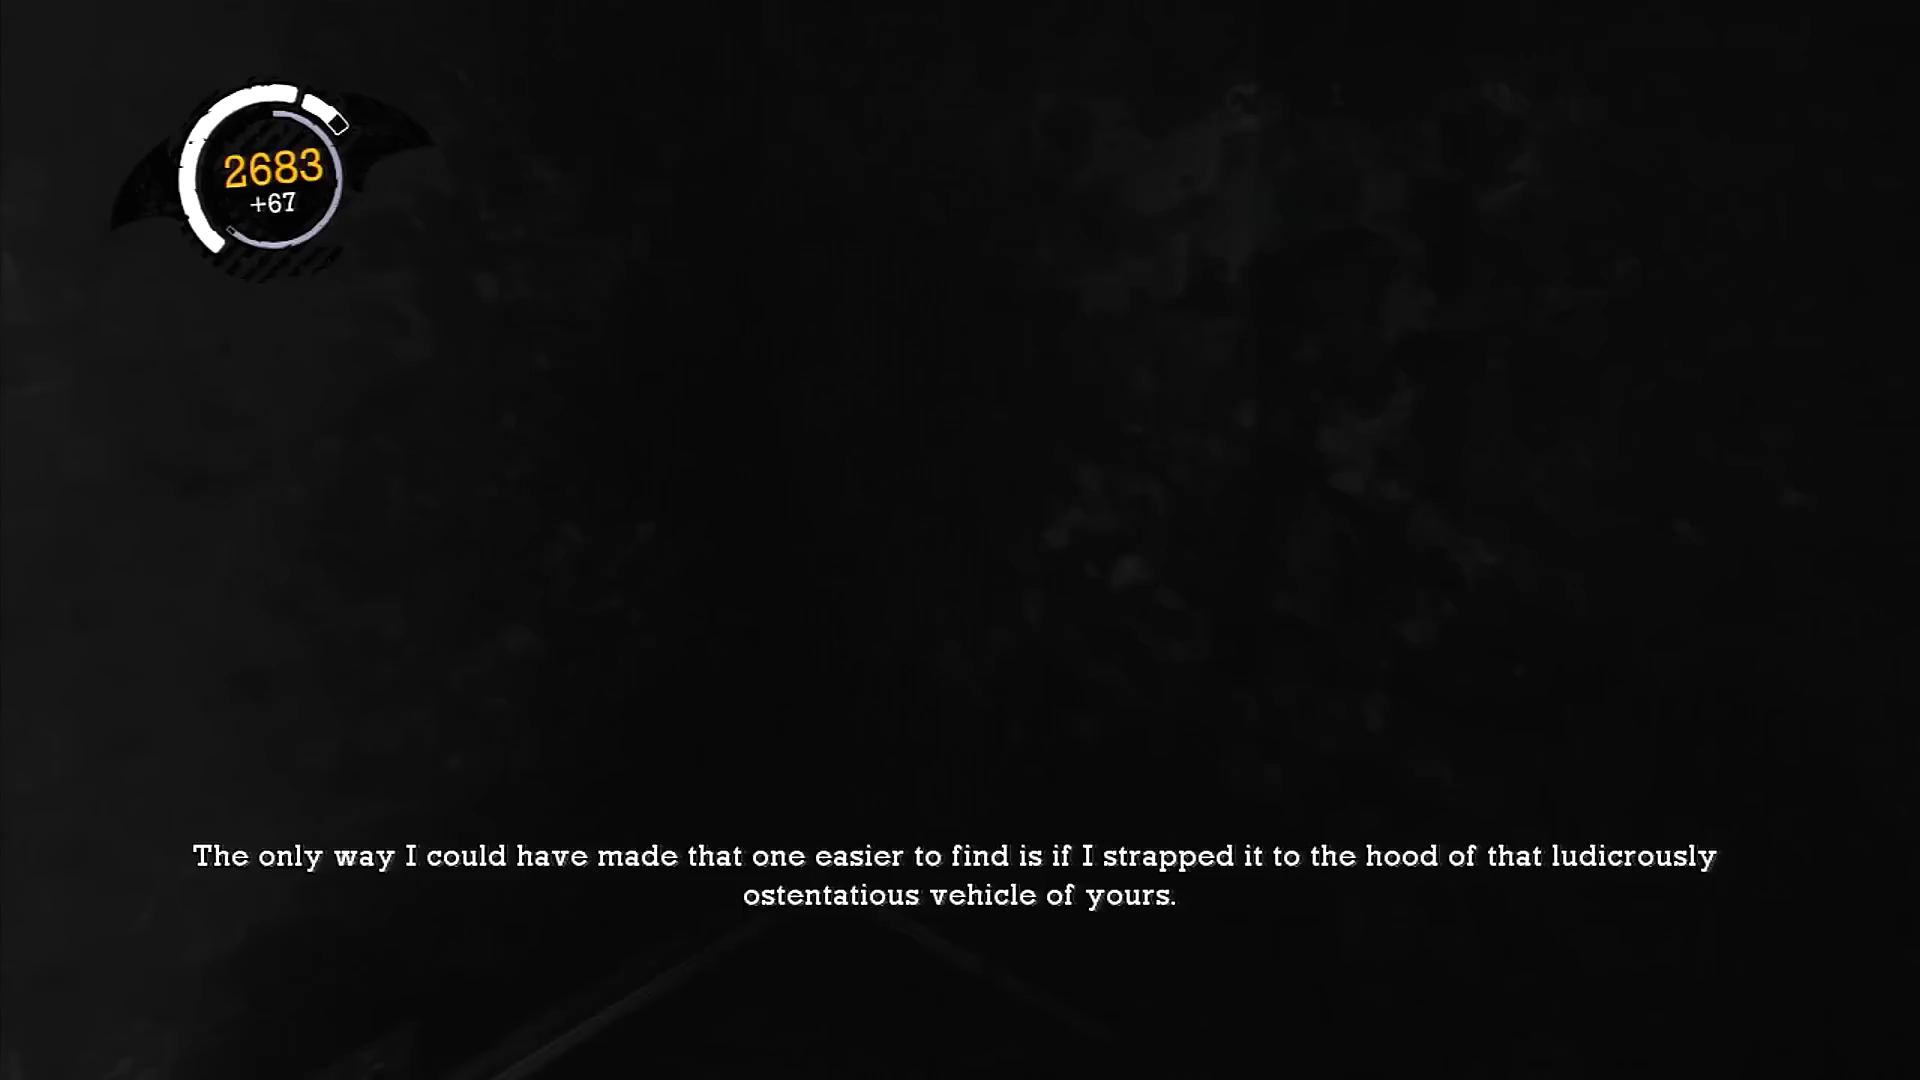 2683
+67
The only way I could have made that one easier to find is if I strapped it to the hood of that ludicrously
ostentatious vehicle of yours.